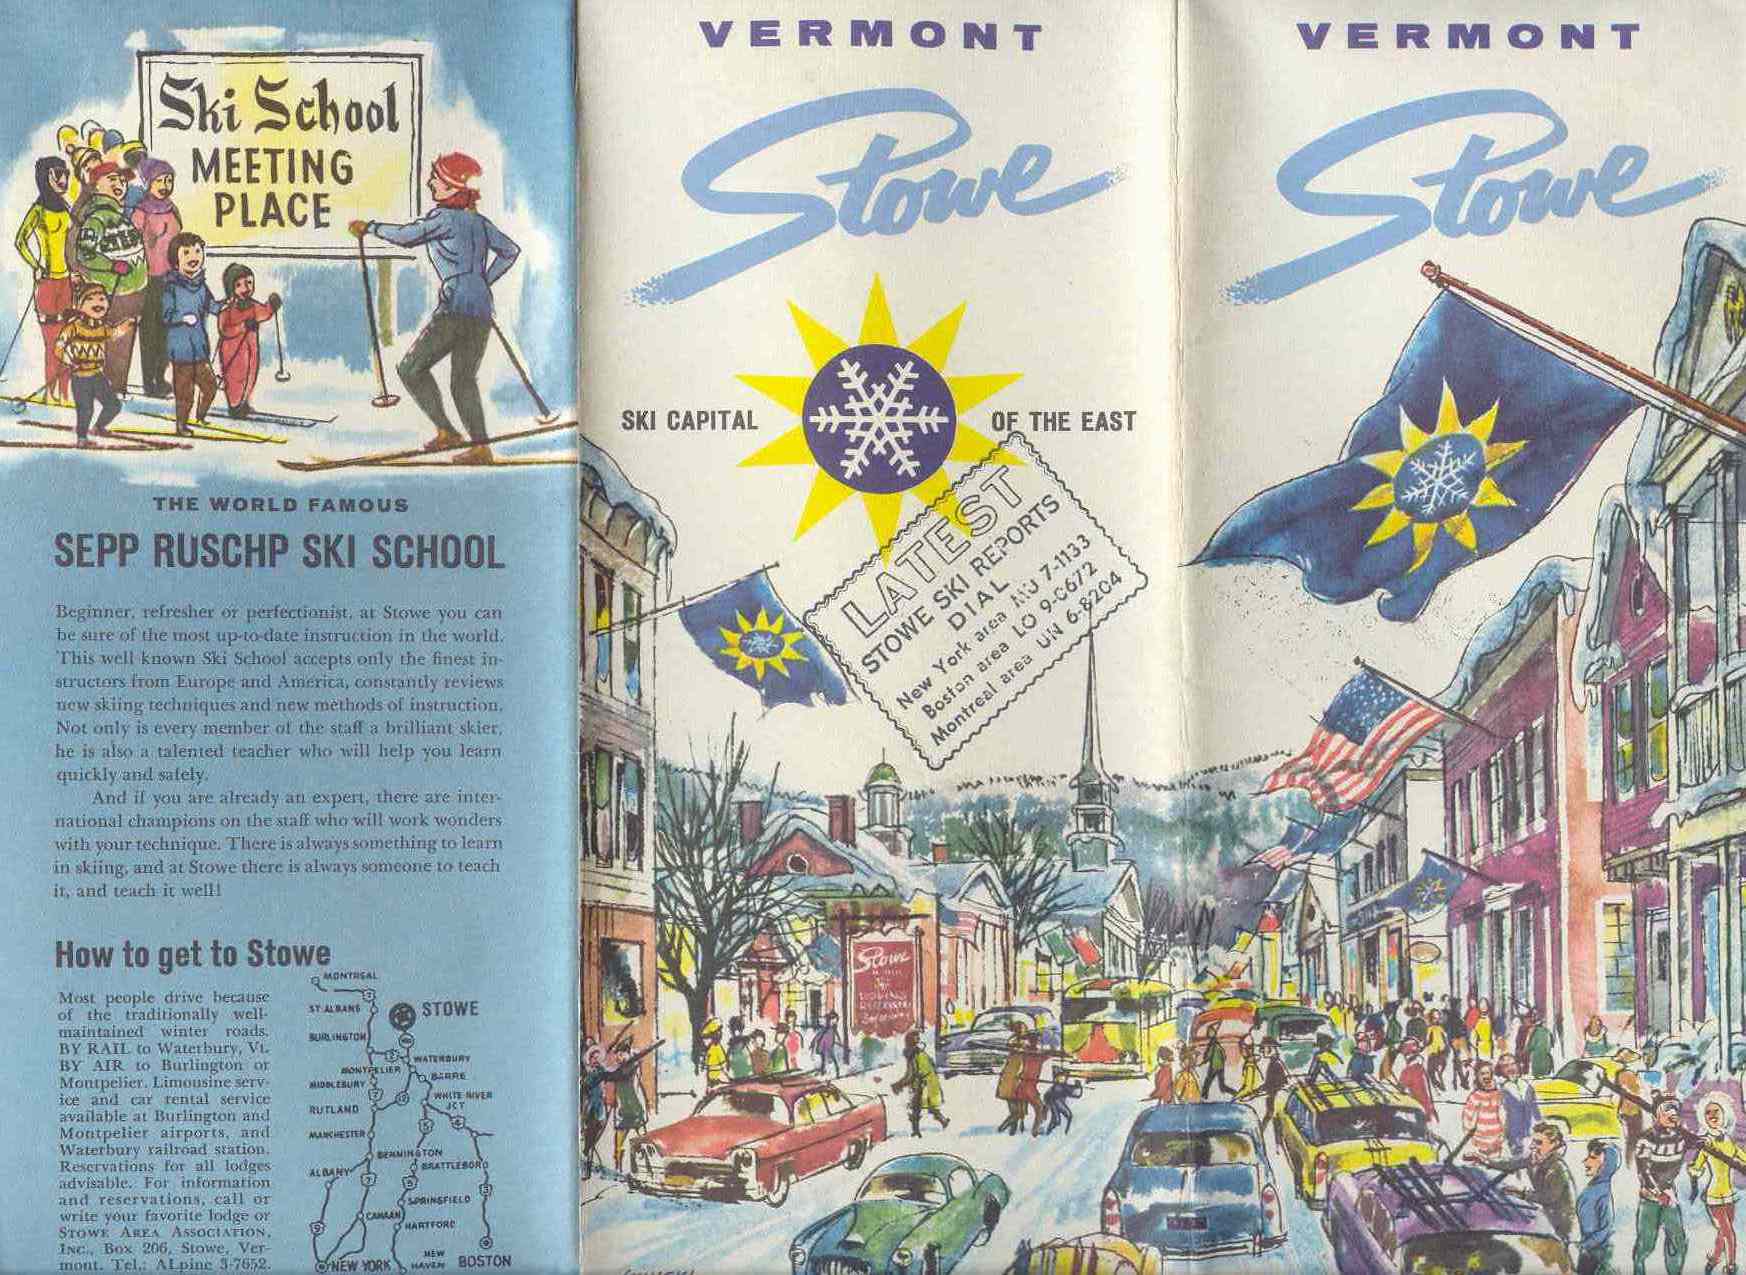 Ski School
MEETING
PLACE
THE WORLD FAMOUS
SEPP RUSCHP SKI SCHOOL
Beginner, refresher or perfectionist, at Stowe you can
be sure of the most up-to-date instruction in the world.
This well known Ski School accepts only the finest in-
structors from Europe and America, constantly reviews
new skiing techniques and new methods of instruction.
Not only is every member of the staff a brilliant skier,
he is also a talented teacher who will help you learn
quickly and safely.
And if you are already an expert, there are inter-
national champions on the staff who will work wonders
with your technique. There is always something to learn
in skiing, and at Stowe there is always someone to teach
it, and teach it well!
How to get to Stowe
Most people drive because
of the traditionally well-
maintained winter roads.
BY RAIL to Waterbury, Vt.
BY AIR to Burlington or
Montpelier. Limousine serv-
ice and car rental service
available at Burlington and
Montpelier airports, and
Waterbury railroad station.
Reservations for all lodges
advisable. For information
and reservations, call or
write your favorite lodge or
STOWE AREA ASSOCIATION,
INC., Box 206, Stowe, Ver-
mont. Tel.: ALpine 3-7652.
MONTREAL
ST. ALBANS
STOWE
BURLINGTON
WATERBURY
MONTPELIER
BARRE
MIDDLEBURY
WHITE RIVER
JCT
RUTLAND
MANCHESTER
BENNINGTON
BRATTLEBORO
ALBANY
SPRINGFIELD
CANAAN
HARTFORD
NEW
HAVEN
NEW YORK
BOSTON
VERMONT
Stowe
SKI CAPITAL OF THE EAST
LATEST
STOWE SKI REPORTS
DIAL
New York area MU 7-1133
Boston area LO 9-0672
Montreal area UN 6-8204
Stowe
VERMONT
Stowe